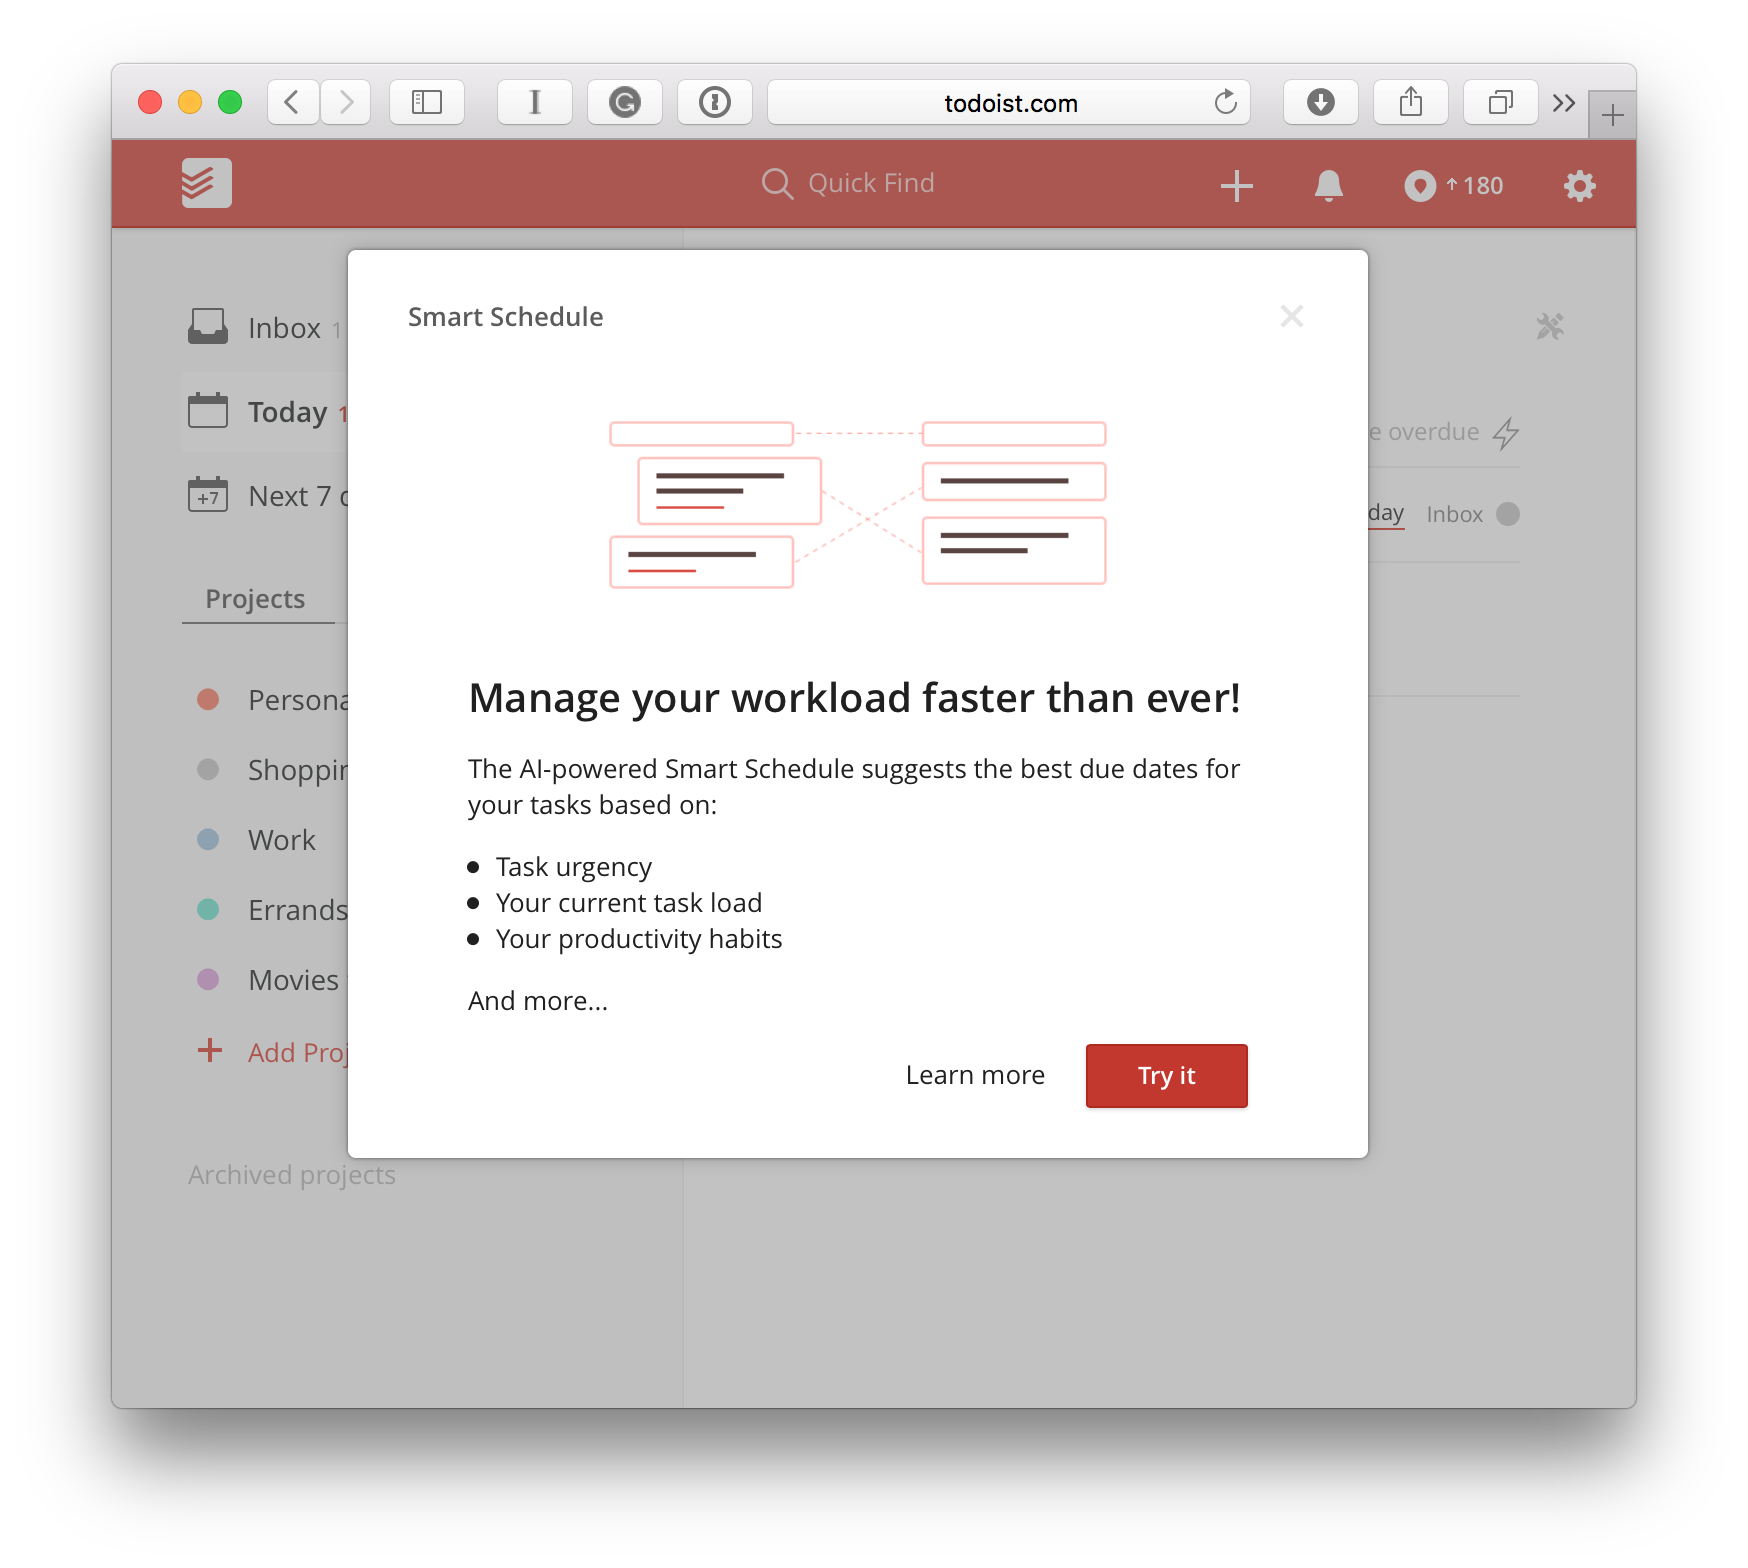 todoist.com
Quick Find
180
Smart Schedule
Inbox 1
Today 1
Next 7
+7
overdue
Inbox
Projects
Manage your workload faster than ever!
The AI-powered Smart Schedule suggests the best due dates for
your tasks based on:
Task urgency
Your current task load
Your productivity habits
And more...
Learn more
Try it
Persona
Shoppin
Work
Errands
Movies
Add Proj
Archived projects